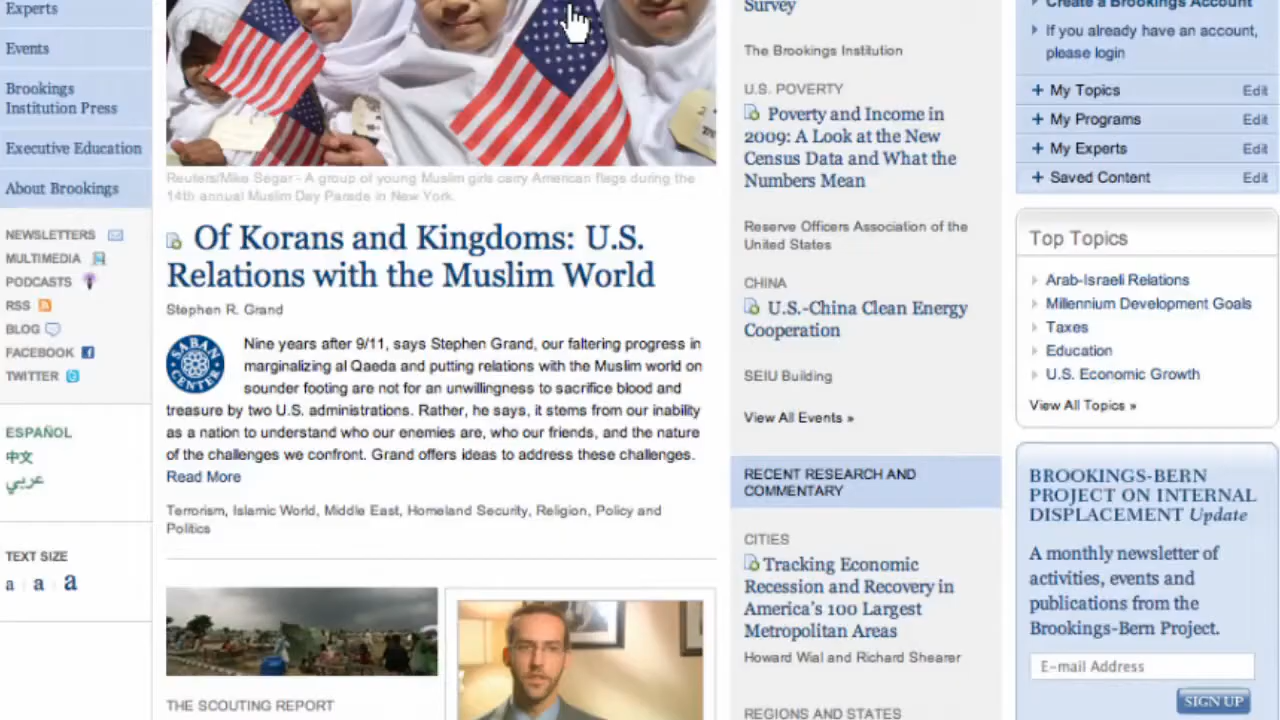 Experts
Events
Brookings
Institution Press
Executive Education
About Brookings
NEWSLETTERS
MULTIMEDIA
PODCASTS
RSS
BLOG
FACEBOOK
TWITTER
ESPAÑOL
中文
عربي
TEXT SIZE
a a a
Reuters/Mike Segar - A group of young Muslim girls carry American flags during the
14th annual Muslim Day Parade in New York.
Of Korans and Kingdoms: U.S.
Relations with the Muslim World
Stephen R. Grand
SABAN CENTER
Nine years after 9/11, says Stephen Grand, our faltering progress in
marginalizing al Qaeda and putting relations with the Muslim world on
sounder footing are not for an unwillingness to sacrifice blood and
treasure by two U.S. administrations. Rather, he says, it stems from our inability
as a nation to understand who our enemies are, who our friends, and the nature
of the challenges we confront. Grand offers ideas to address these challenges.
Read More
Terrorism, Islamic World, Middle East, Homeland Security, Religion, Policy and
Politics
THE SCOUTING REPORT
Survey
The Brookings Institution
U.S. POVERTY
Poverty and Income in
2009: A Look at the New
Census Data and What the
Numbers Mean
Reserve Officers Association of the
United States
CHINA
U.S.-China Clean Energy
Cooperation
SEIU Building
View All Events »
RECENT RESEARCH AND
COMMENTARY
CITIES
Tracking Economic
Recession and Recovery in
America's 100 Largest
Metropolitan Areas
Howard Wial and Richard Shearer
REGIONS AND STATES
Create a Brookings Account
If you already have an account,
please login
+ My Topics Edit
+ My Programs Edit
+ My Experts Edit
+ Saved Content Edit
Top Topics
Arab-Israeli Relations
Millennium Development Goals
Taxes
Education
U.S. Economic Growth
View All Topics »
BROOKINGS-BERN
PROJECT ON INTERNAL
DISPLACEMENT Update
A monthly newsletter of
activities, events and
publications from the
Brookings-Bern Project.
E-mail Address
SIGN UP